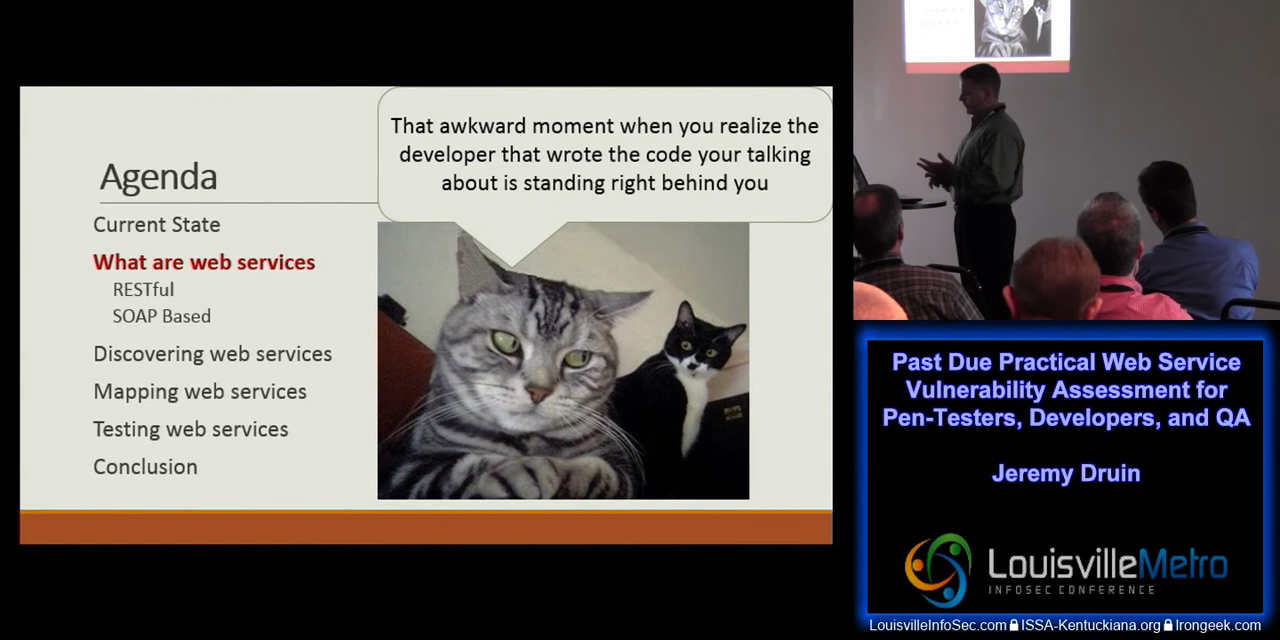 Agenda
Current State
What are web services
RESTful
SOAP Based
Discovering web services
Mapping web services
Testing web services
Conclusion
That awkward moment when you realize the
developer that wrote the code your talking
about is standing right behind you
Past Due Practical Web Service
Vulnerability Assessment for
Pen-Testers, Developers, and QA
Jeremy Druin
LouisvilleMetro
INFOSEC CONFERENCE
LouisvilleInfoSec.com ISSA-Kentuckiana.org Irongeek.com